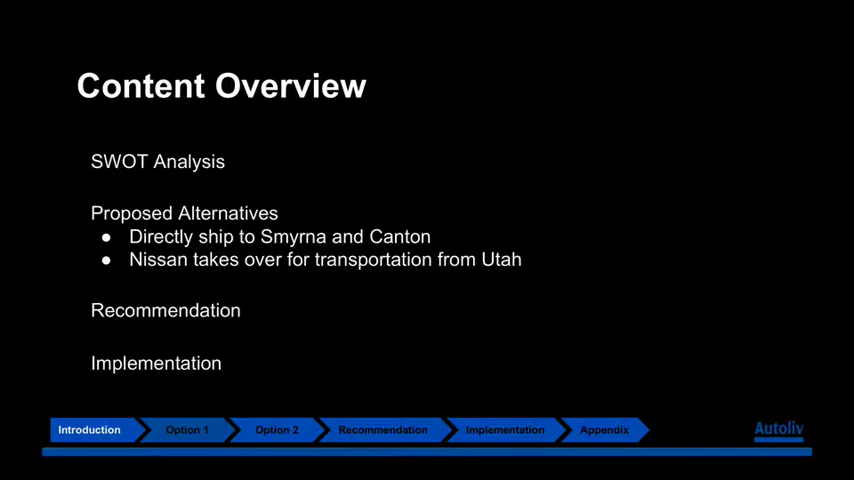 Content Overview
SWOT Analysis
Proposed Alternatives
● Directly ship to Smyrna and Canton
● Nissan takes over for transportation from Utah
Recommendation
Implementation
Introduction Option 1 Option 2 Recommendation Implementation Appendix
Autoliv